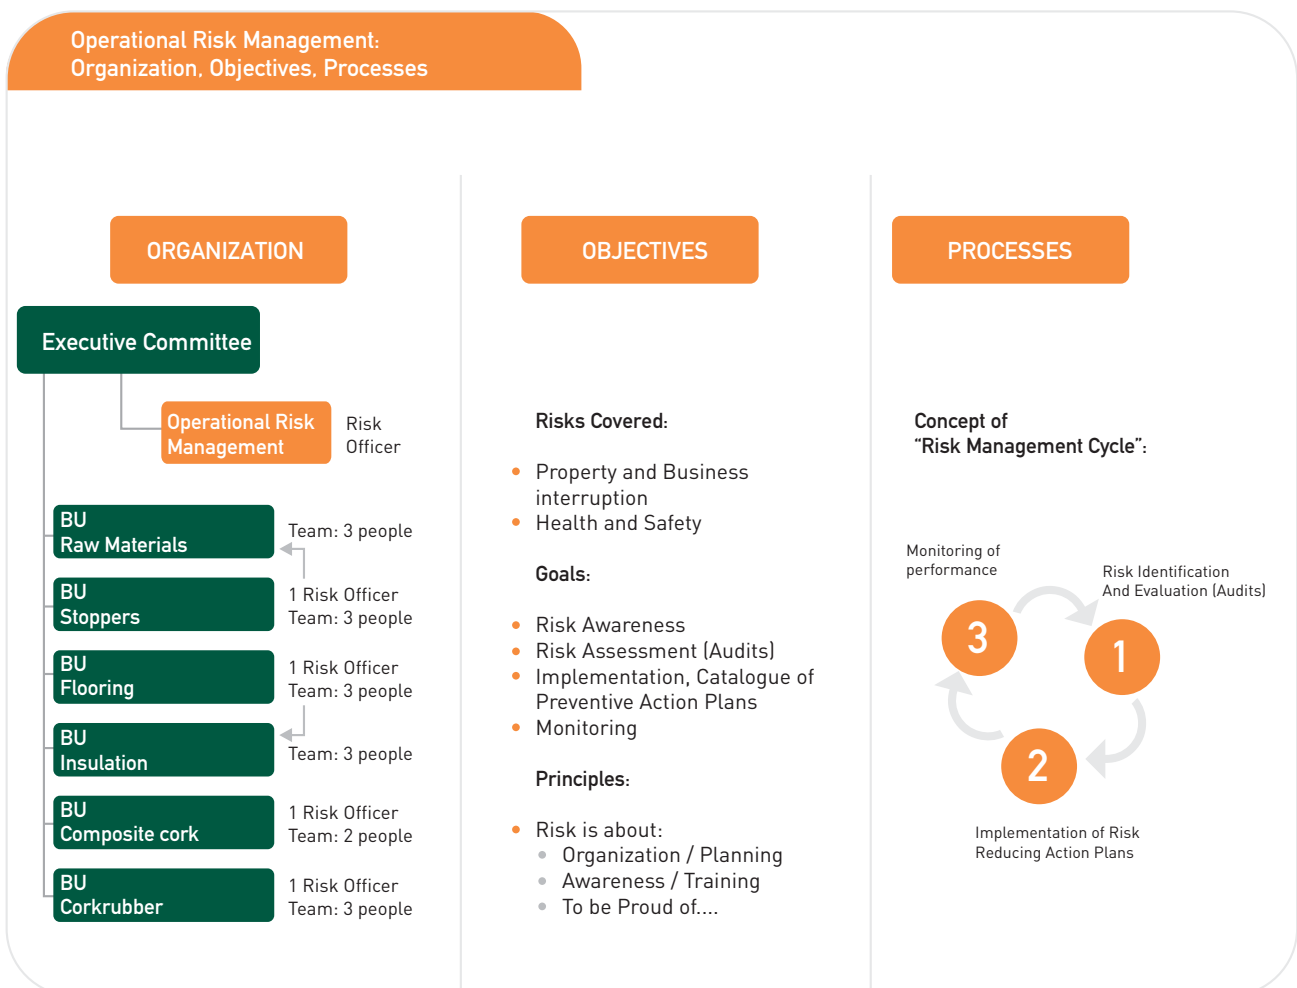 Operational Risk Management:
Organization, Objectives, Processes
ORGANIZATION
Executive Committee
Operational Risk
Management
Risk
Officer
BU
Raw Materials
Team: 3 people
BU
Stoppers
1 Risk Officer
Team: 3 people
BU
Flooring
1 Risk Officer
Team: 3 people
BU
Insulation
Team: 3 people
BU
Composite cork
1 Risk Officer
Team: 2 people
BU
Corkrubber
1 Risk Officer
Team: 3 people
OBJECTIVES
Risks Covered:
• Property and Business
interruption
• Health and Safety
Goals:
• Risk Awareness
• Risk Assessment (Audits)
• Implementation, Catalogue of
Preventive Action Plans
• Monitoring
Principles:
• Risk is about:
• Organization / Planning
• Awareness / Training
• To be Proud of....
PROCESSES
Concept of
“Risk Management Cycle”:
Monitoring of
performance
3
Risk Identification
And Evaluation (Audits)
1
2
Implementation of Risk
Reducing Action Plans